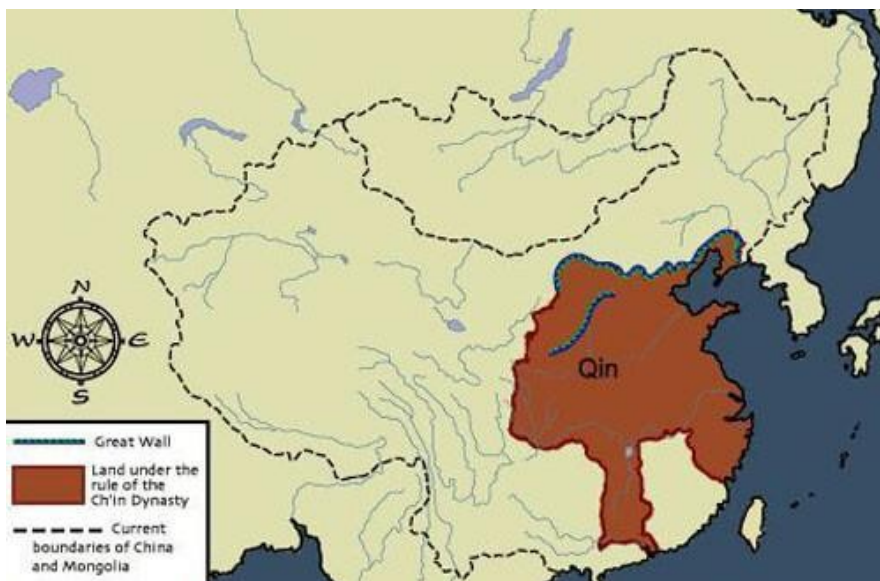 Qin
N
W E
S
Great Wall
Land under the
rule of the
Ch'in Dynasty
Current
boundaries of China
and Mongolia